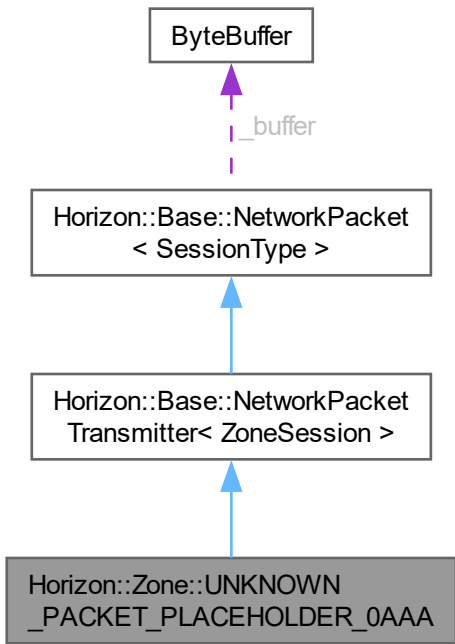 ByteBuffer
_buffer
Horizon::Base::NetworkPacket
< SessionType >
Horizon::Base::NetworkPacket
Transmitter< ZoneSession >
Horizon::Zone::UNKNOWN
_PACKET_PLACEHOLDER_0AAA